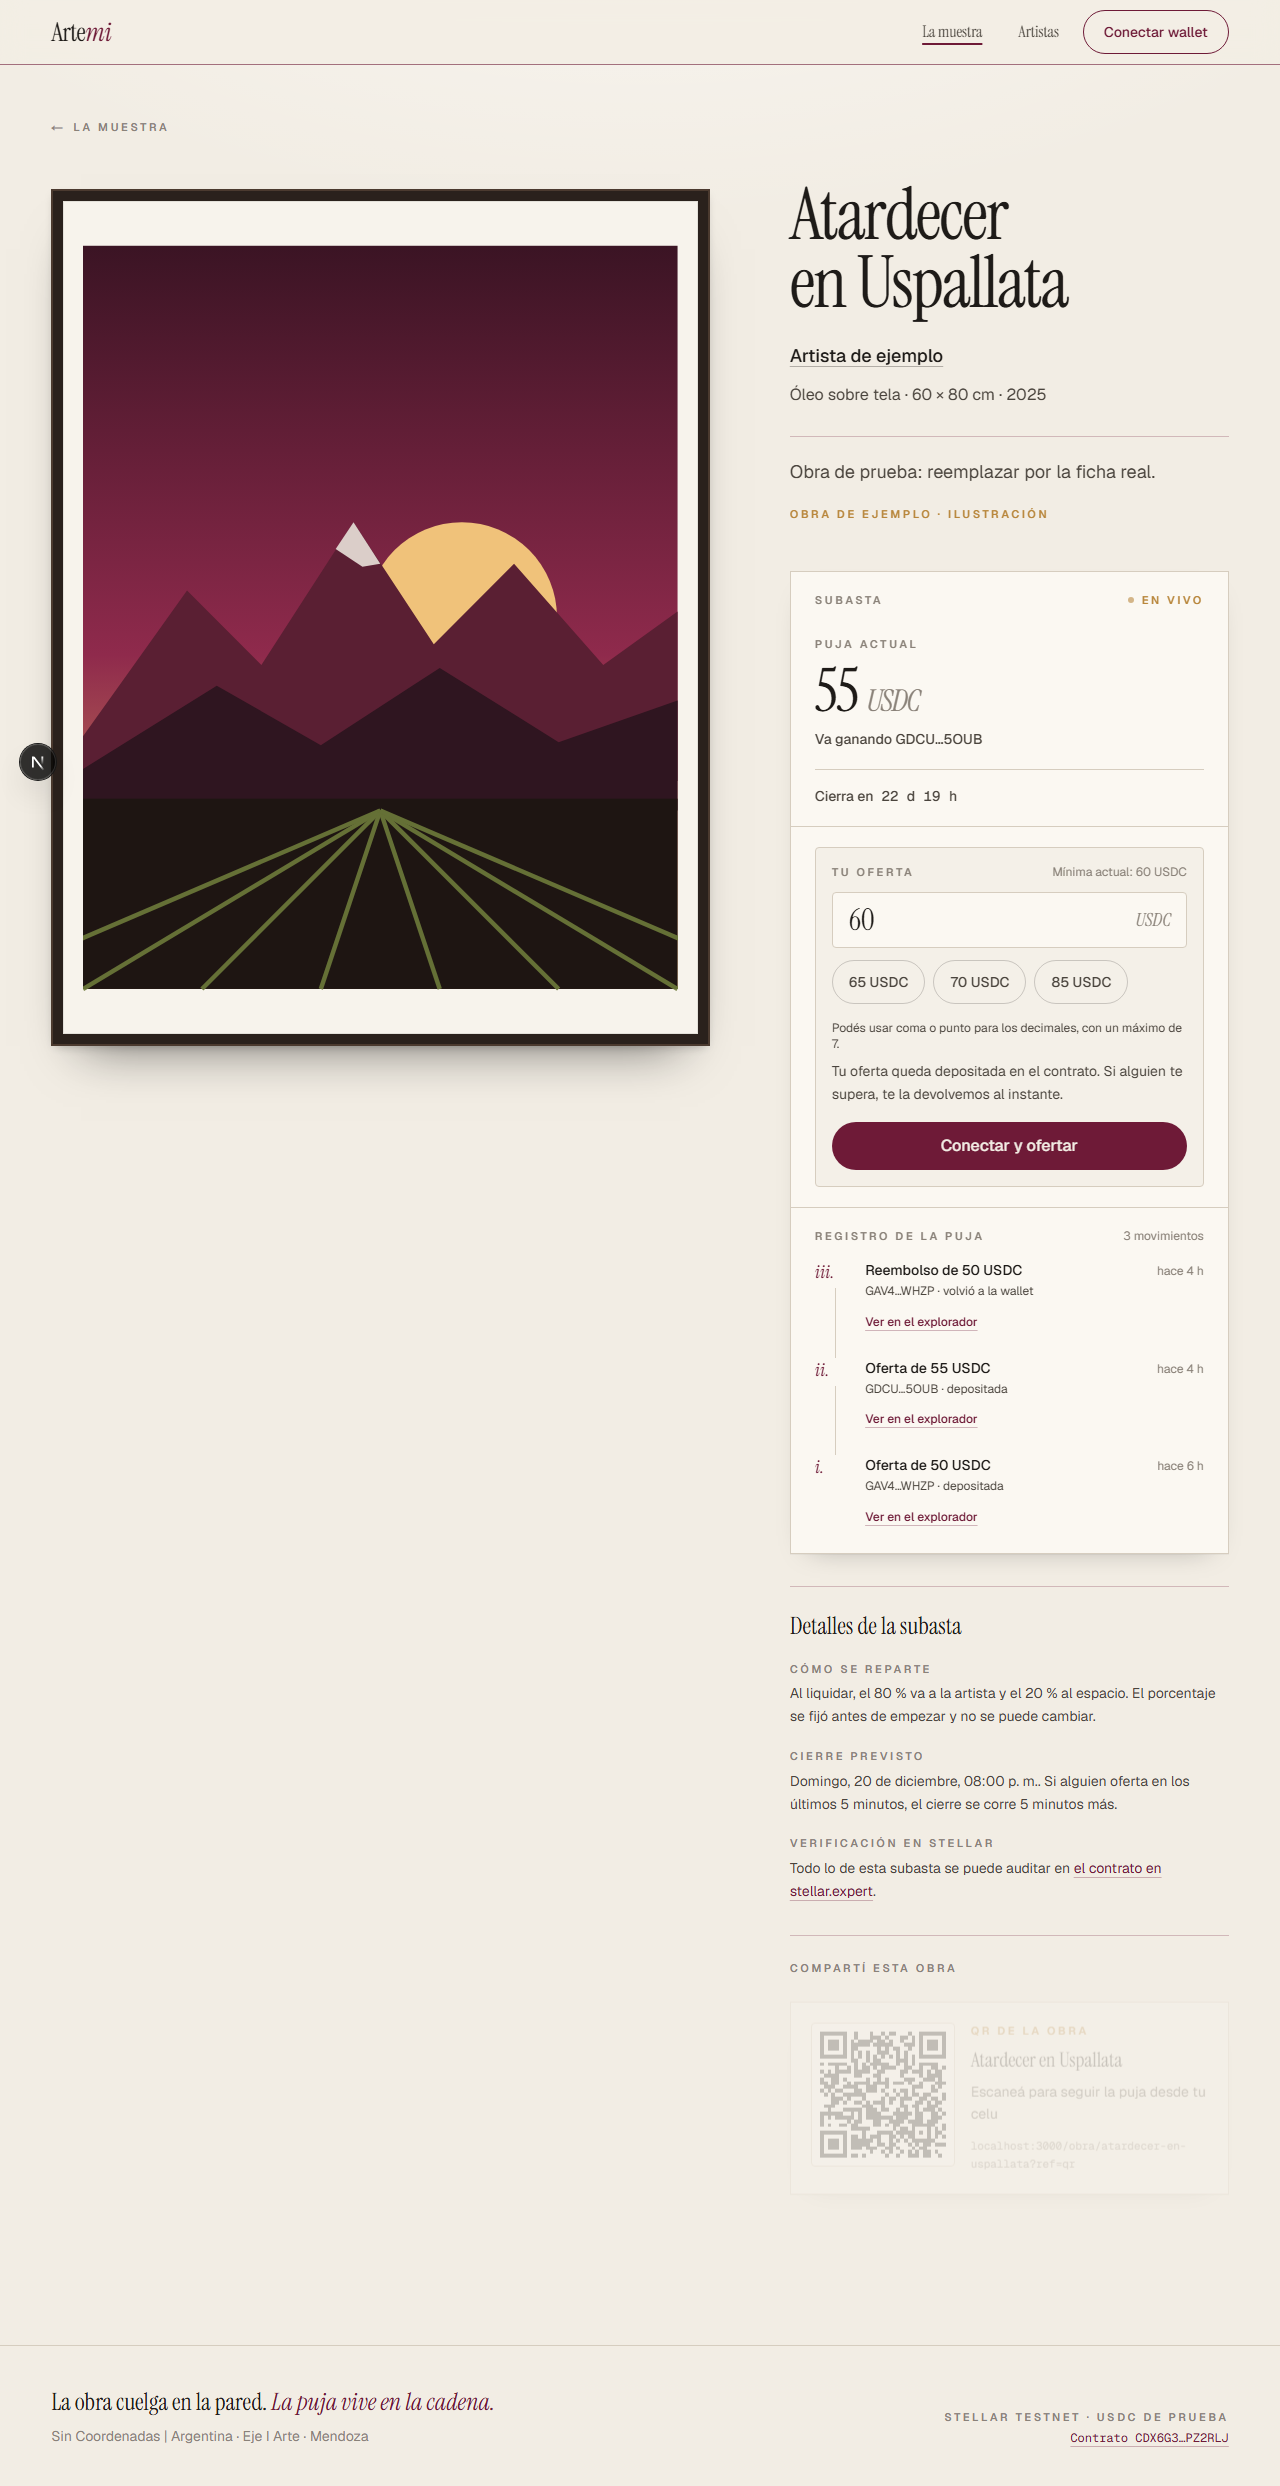 Artemi
La muestra
Artistas
Conectar wallet
← LA MUESTRA
Atardecer
en Uspallata
Artista de ejemplo
Óleo sobre tela · 60 × 80 cm · 2025
Obra de prueba: reemplazar por la ficha real.
OBRA DE EJEMPLO · ILUSTRACIÓN
SUBASTA
EN VIVO
PUJA ACTUAL
55 USDC
Va ganando GDCU…5OUB
Cierra en 22 d 19 h
N
TU OFERTA
Mínima actual: 60 USDC
60
USDC
65 USDC
70 USDC
85 USDC
Podés usar coma o punto para los decimales, con un máximo de
7.
Tu oferta queda depositada en el contrato. Si alguien te
supera, te la devolvemos al instante.
Conectar y ofertar
REGISTRO DE LA PUJA
3 movimientos
iii.
Reembolso de 50 USDC
hace 4 h
GAV4…WHZP · volvió a la wallet
Ver en el explorador
ii.
Oferta de 55 USDC
hace 4 h
GDCU…5OUB · depositada
Ver en el explorador
i.
Oferta de 50 USDC
hace 6 h
GAV4…WHZP · depositada
Ver en el explorador
Detalles de la subasta
CÓMO SE REPARTE
Al liquidar, el 80 % va a la artista y el 20 % al espacio. El porcentaje
se fijó antes de empezar y no se puede cambiar.
CIERRE PREVISTO
Domingo, 20 de diciembre, 08:00 p. m.. Si alguien oferta en los
últimos 5 minutos, el cierre se corre 5 minutos más.
VERIFICACIÓN EN STELLAR
Todo lo de esta subasta se puede auditar en el contrato en
stellar.expert.
COMPARTÍ ESTA OBRA
QR DE LA OBRA
Atardecer en Uspallata
Escaneá para seguir la puja desde tu
celu
localhost:3000/obra/atardecer-en-
uspallata?ref=qr
La obra cuelga en la pared. La puja vive en la cadena.
Sin Coordenadas | Argentina · Eje I Arte · Mendoza
STELLAR TESTNET · USDC DE PRUEBA
Contrato CDX6G3…PZ2RLJ